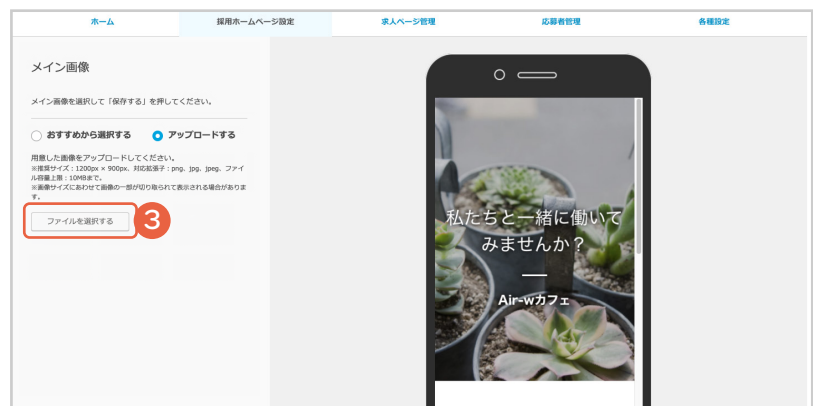 ホーム
採用ホームページ設定
求人ページ管理
応募者管理
各種設定
メイン画像
メイン画像を選択して「保存する」を押してください。
おすすめから選択する
アップロードする
用意した画像をアップロードしてください。
※推奨サイズ：1200px × 900px、対応拡張子：png、jpg、jpeg、ファイ
ル容量上限：10MBまで。
※画像サイズにあわせて画像の一部が切り取られて表示される場合がありま
す。
ファイルを選択する
3
私たちと一緒に働いて
みませんか？
Air-wカフェ